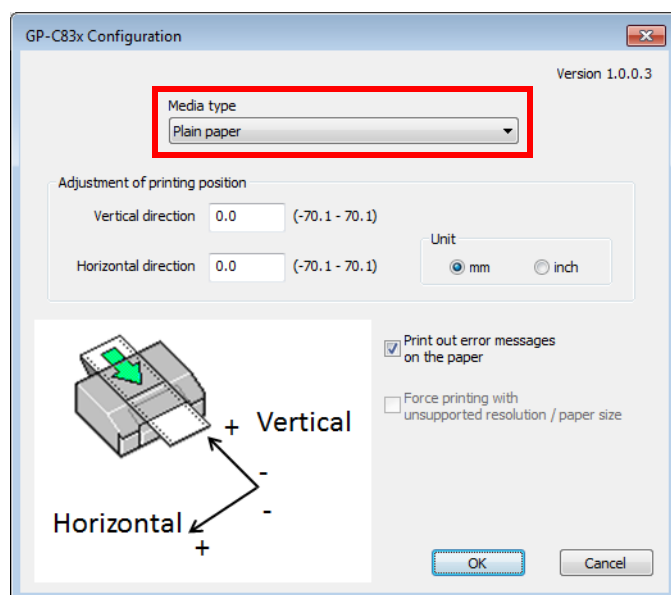 GP-C83x Configuration
Version 1.0.0.3
Media type
Plain paper
Adjustment of printing position
Vertical direction 0.0 (-70.1 - 70.1)
Unit
Horizontal direction 0.0 (-70.1 - 70.1)
mm inch
Print out error messages
on the paper
Force printing with
unsupported resolution / paper size
+ Vertical
-
-
Horizontal
+
OK Cancel